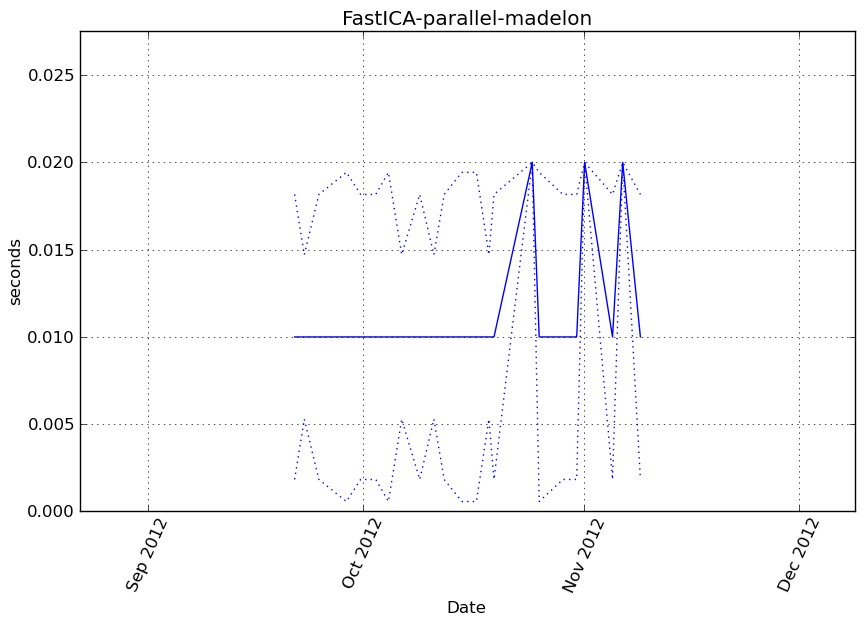 FastICA-parallel-madelon
0.025
0.020
0.015
0.010
0.005
0.000
seconds
Sep 2012
Oct 2012
Nov 2012
Dec 2012
Date